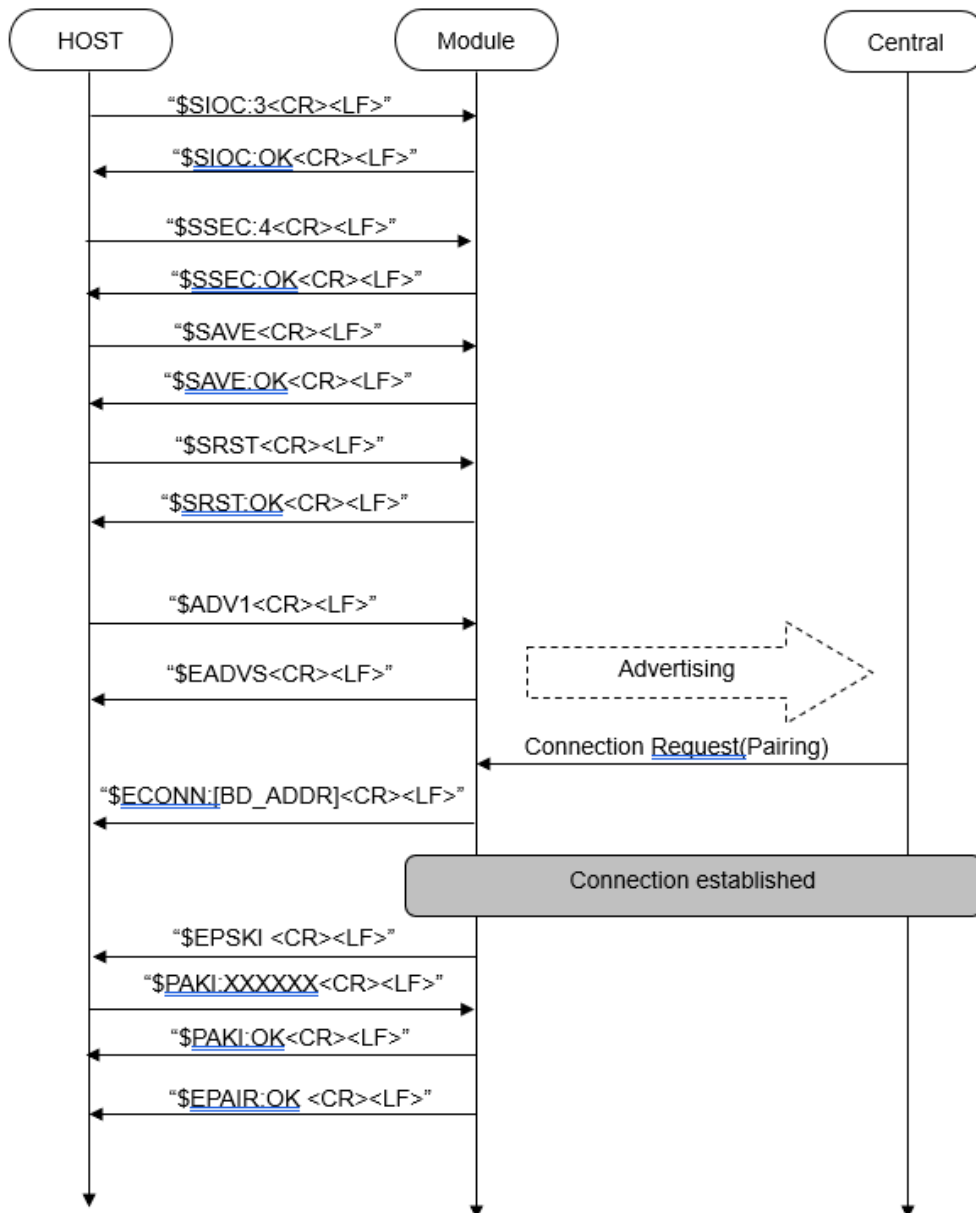 HOST
Module
Central
“$SIOC:3<CR><LF>”
“$SIOC:OK<CR><LF>”
“$SSEC:4<CR><LF>”
“$SSEC:OK<CR><LF>”
“$SAVE<CR><LF>”
“$SAVE:OK<CR><LF>”
“$SRST<CR><LF>”
“$SRST:OK<CR><LF>”
“$ADV1<CR><LF>”
“$EADVS<CR><LF>”
Advertising
Connection Request(Pairing)
“$ECONN:[BD_ADDR]<CR><LF>”
Connection established
“$EPSKI <CR><LF>”
“$PAKI:XXXXXX<CR><LF>”
“$PAKI:OK<CR><LF>”
“$EPAIR:OK <CR><LF>”